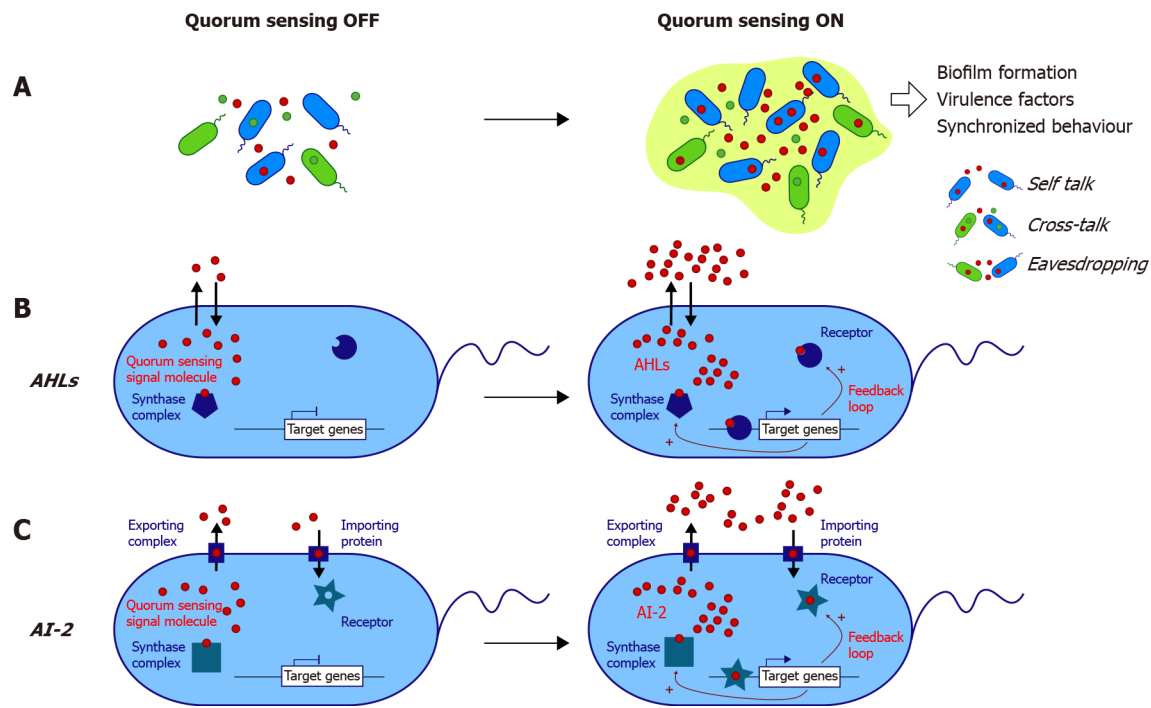 Quorum sensing OFF
Quorum sensing ON
A
Biofilm formation
Virulence factors
Synchronized behaviour
Self talk
Cross-talk
Eavesdropping
B
AHLs
Quorum sensing
signal molecule
Synthase
complex
Target genes
Receptor
AHLs
Synthase
complex
+
Feedback
loop
Target genes
+
C
AI-2
Exporting
complex
Importing
protein
Quorum sensing
signal molecule
Receptor
Synthase
complex
Target genes
Exporting
complex
Importing
protein
Receptor
AI-2
Synthase
complex
+
Feedback
loop
Target genes
+